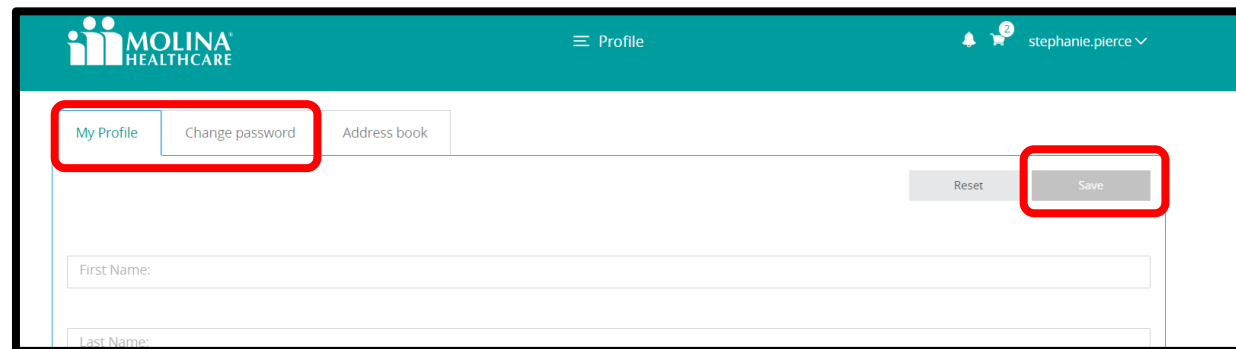 MOLINA®
HEALTHCARE
Profile
2
stephanie.pierce
My Profile
Change password
Address book
Reset
Save
First Name:
Last Name: